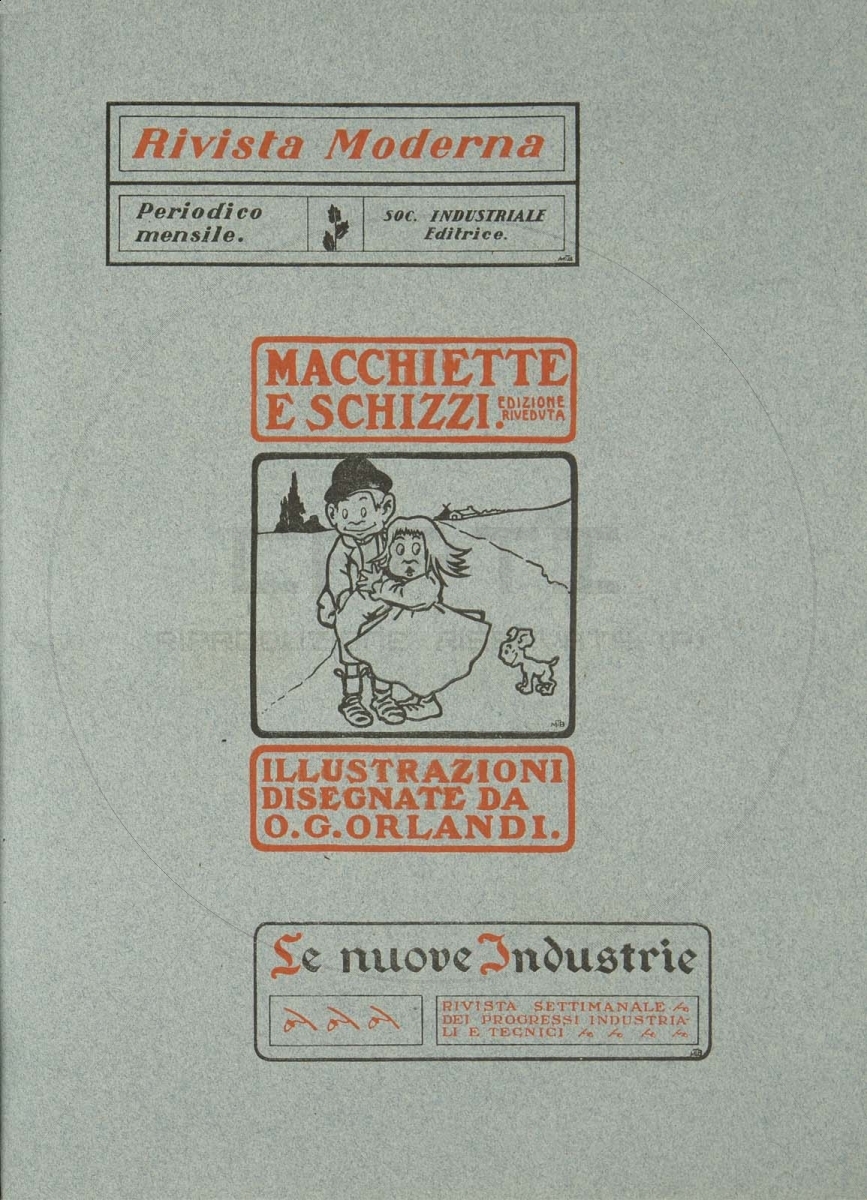 Rivista Moderna
Periodico
mensile.
SOC. INDUSTRIALE
Editrice.
MACCHIETTE
E SCHIZZI.
EDIZIONE
RIVEDUTA
ILLUSTRAZIONI
DISEGNATE DA
O.G.ORLANDI.
Le nuove Industrie
RIVISTA SETTIMANALE
DEI PROGRESSI INDUSTRIA-
LI E TECNICI